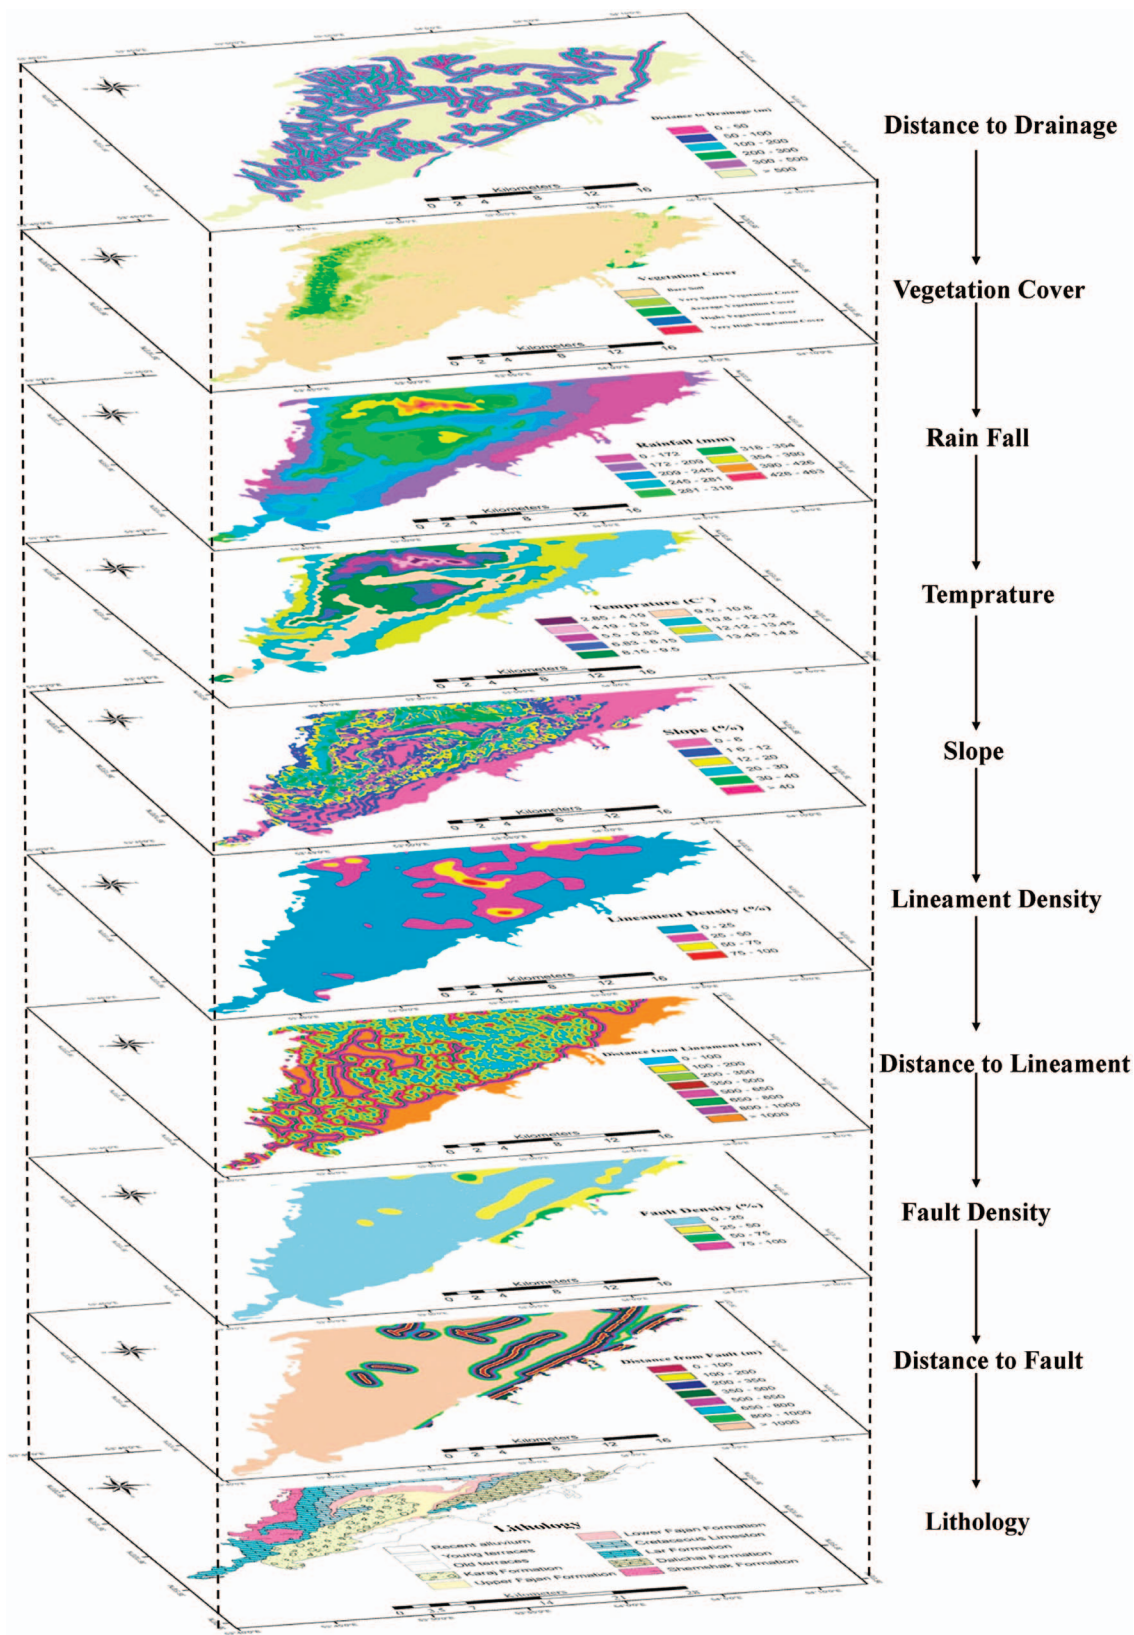 Distance to Drainage (m)
0 - 50
50 - 100
100 - 200
200 - 300
300 - 500
> 500
Kilometers
0 2 4 8 12 16
Distance to Drainage
Vegetation Cover
Bare Soil
Very Sparse Vegetation Cover
Average Vegetation Cover
Very High Vegetation Cover
Kilometers
0 2 4 8 12 16
Vegetation Cover
Rainfall (mm)
0 - 172
172 - 209
209 - 245
245 - 281
281 - 318
318 - 354
354 - 390
390 - 426
426 - 463
Kilometers
0 2 4 8 12 16
Rain Fall
Temprature (C°)
2.85 - 4.19
4.19 - 5.5
5.5 - 6.83
6.83 - 8.15
8.15 - 9.5
9.5 - 10.8
10.8 - 12.12
12.12 - 13.45
13.45 - 14.8
Kilometers
0 2 4 8 12 16
Temprature
Slope (%)
0 - 6
1.6 - 12
12 - 20
20 - 30
30 - 40
> 40
Kilometers
0 2 4 8 12 16
Slope
Lineament Density (%)
0 - 25
25 - 50
50 - 75
75 - 100
Kilometers
0 2 4 8 12 16
Lineament Density
Distance from Lineament (m)
0 - 100
100 - 200
200 - 350
350 - 500
500 - 650
650 - 800
800 - 1000
> 1000
Kilometers
0 2 4 8 12 16
Distance to Lineament
Fault Density (%)
0 - 25
25 - 50
50 - 75
75 - 100
Kilometers
0 2 4 8 12 16
Fault Density
Distance from Fault (m)
0 - 100
100 - 200
200 - 350
350 - 500
500 - 650
650 - 800
800 - 1000
> 1000
Kilometers
0 2 4 8 12 16
Distance to Fault
Lithology
Recent alluvium
Young terraces
Old terraces
Karaj Formation
Upper Fajan Formation
Lower Fajan Formation
Cretaceous Limeston
Lar Formation
Dalichai Formation
Shemshak Formation
Kilometers
0 3.5 7 14 21 28
Lithology